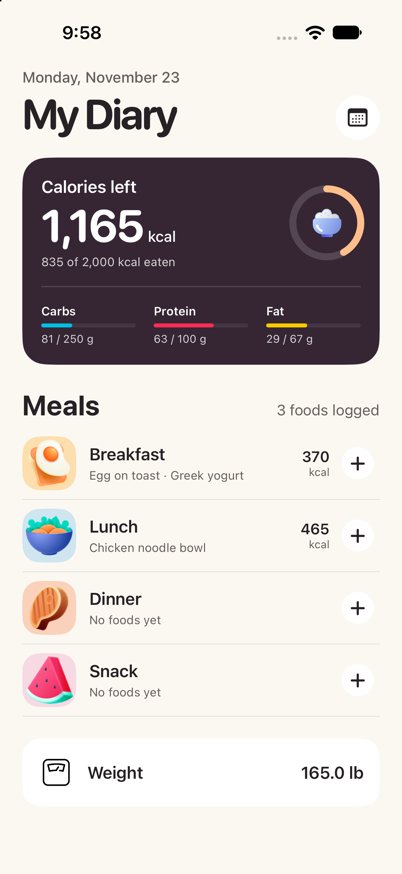 9:58
Monday, November 23
My Diary
Calories left
1,165 kcal
835 of 2,000 kcal eaten
Carbs Protein Fat
81 / 250 g 63 / 100 g 29 / 67 g
Meals 3 foods logged
Breakfast 370
Egg on toast · Greek yogurt kcal
Lunch 465
Chicken noodle bowl kcal
Dinner
No foods yet
Snack
No foods yet
Weight 165.0 lb